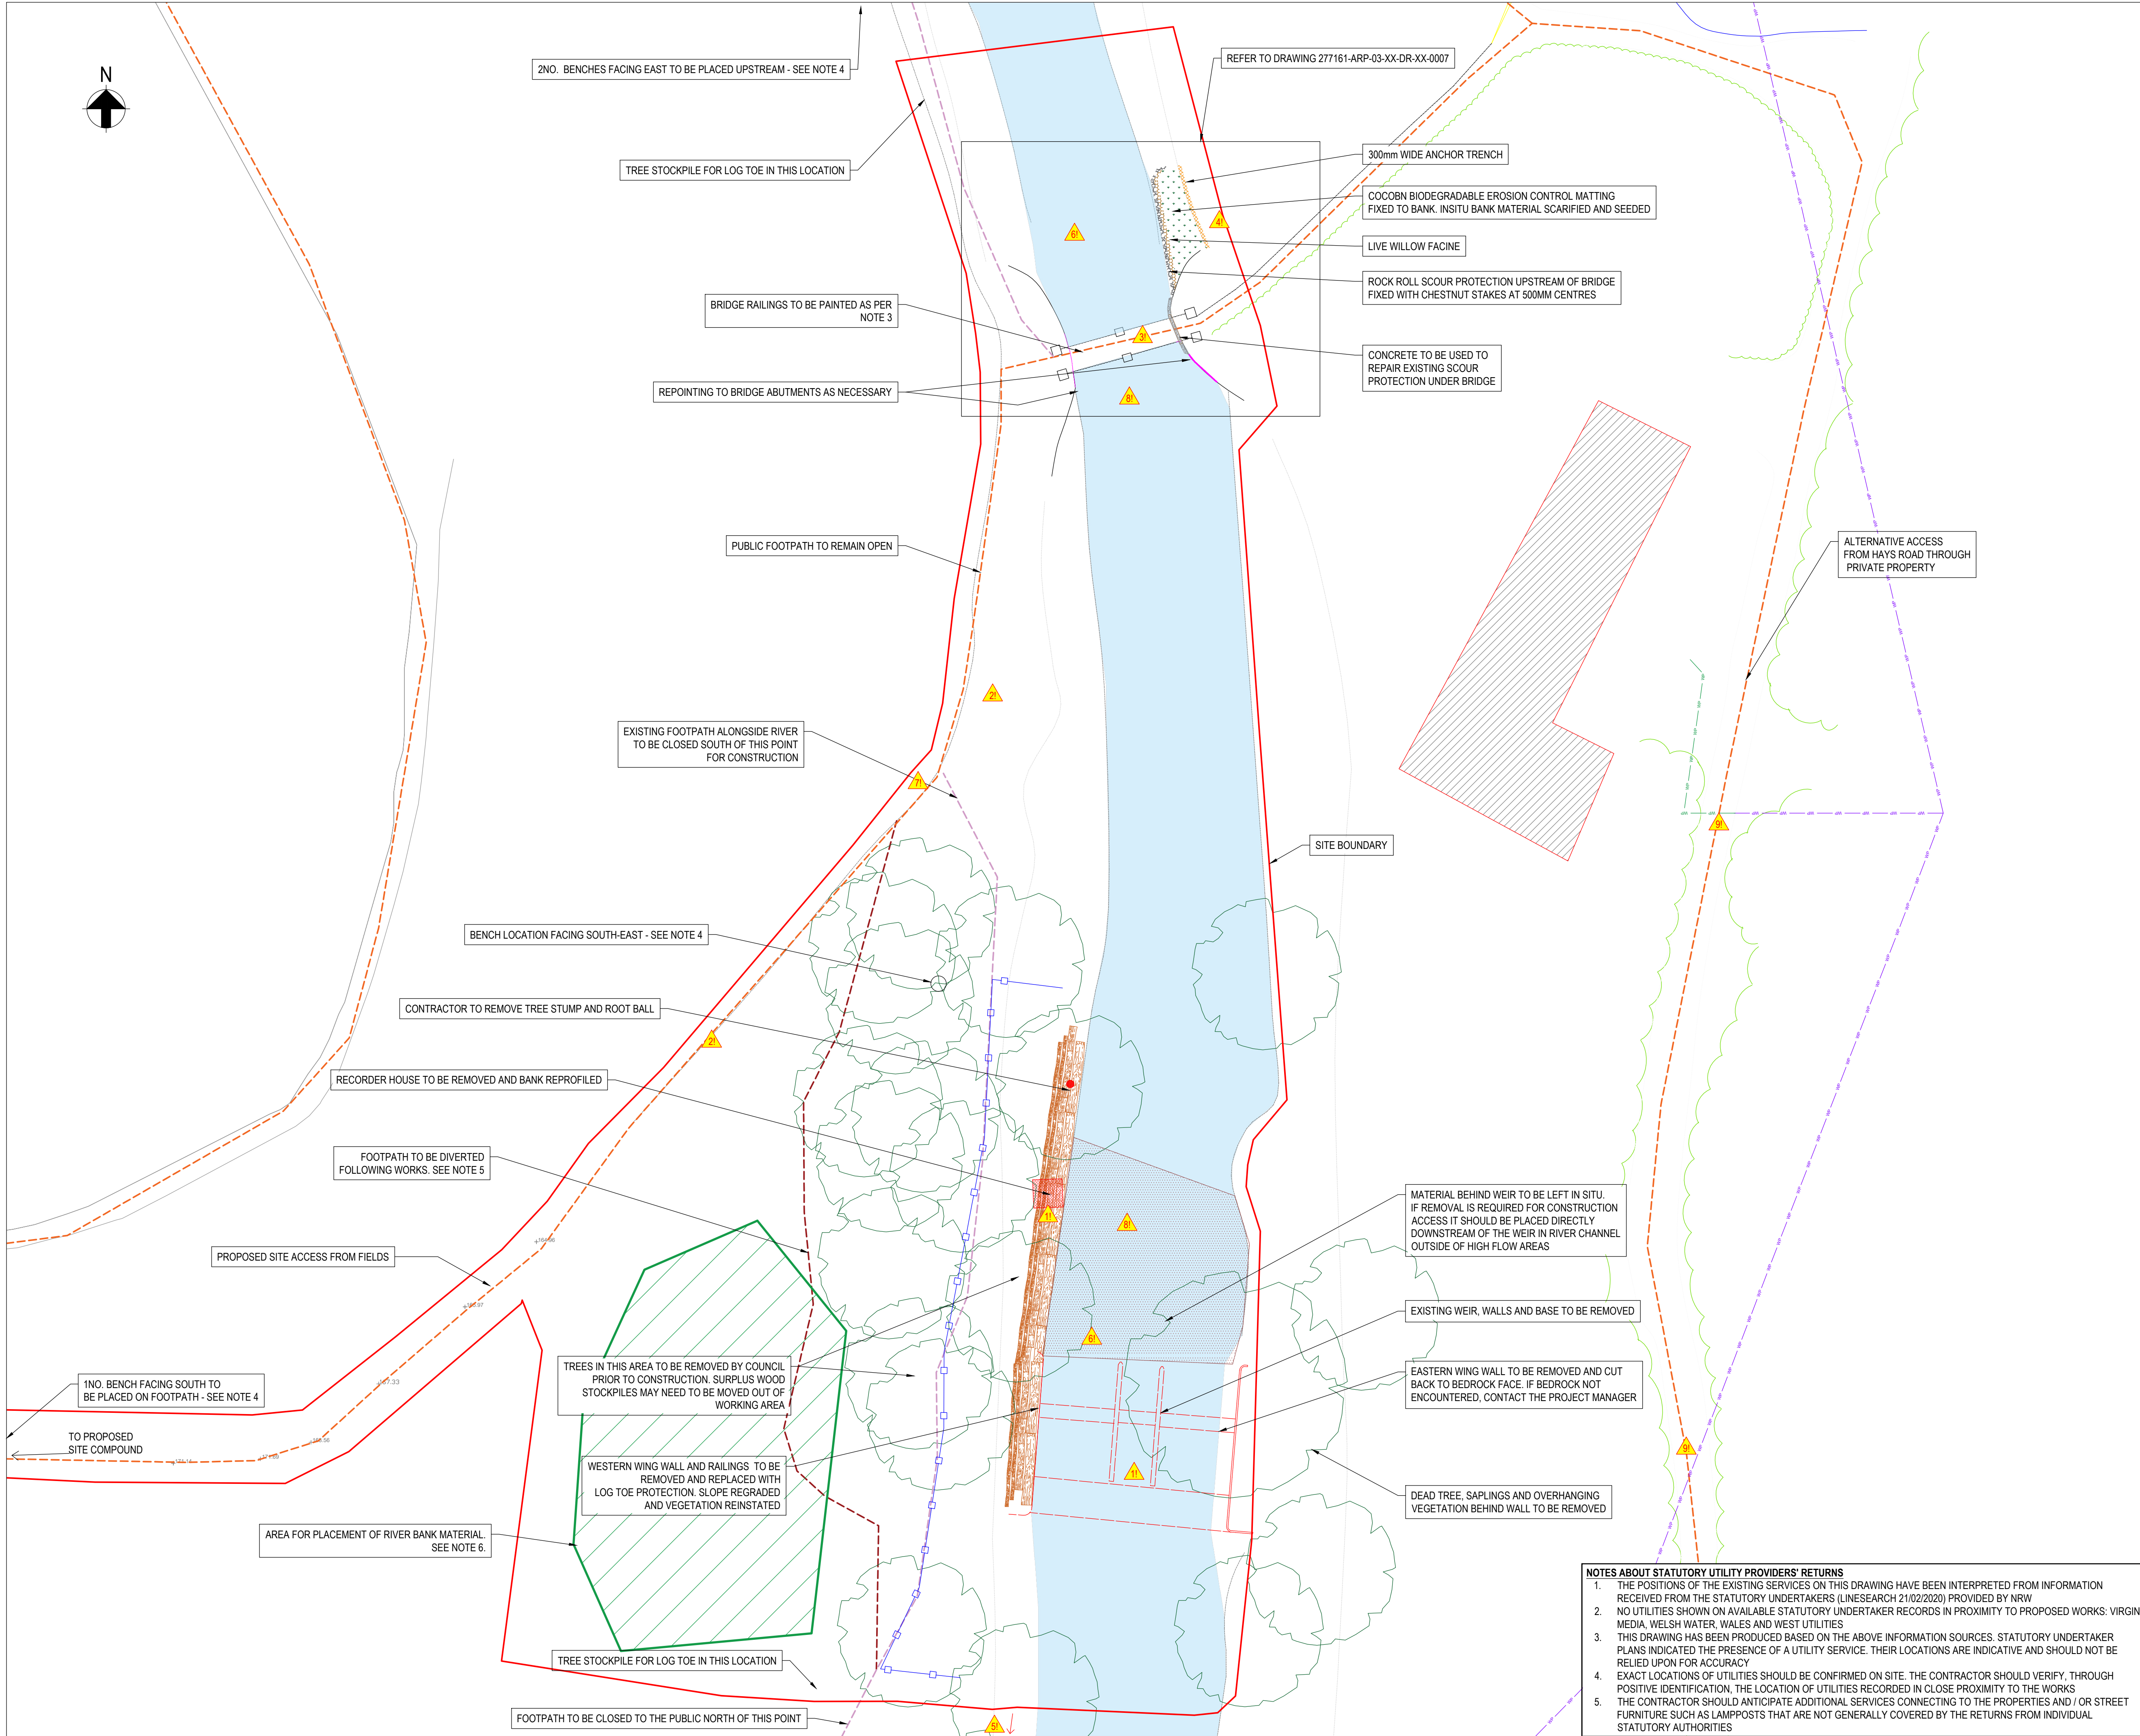 N
2NO. BENCHES FACING EAST TO BE PLACED UPSTREAM - SEE NOTE 4
REFER TO DRAWING 277161-ARP-03-XX-DR-XX-0007
TREE STOCKPILE FOR LOG TOE IN THIS LOCATION
300mm WIDE ANCHOR TRENCH
COCOBN BIODEGRADABLE EROSION CONTROL MATTING
FIXED TO BANK. INSITU BANK MATERIAL SCARIFIED AND SEEDED
4!
6!
LIVE WILLOW FACINE
ROCK ROLL SCOUR PROTECTION UPSTREAM OF BRIDGE
FIXED WITH CHESTNUT STAKES AT 500MM CENTRES
BRIDGE RAILINGS TO BE PAINTED AS PER
NOTE 3
3!
CONCRETE TO BE USED TO
REPAIR EXISTING SCOUR
PROTECTION UNDER BRIDGE
REPOINTING TO BRIDGE ABUTMENTS AS NECESSARY
8!
PUBLIC FOOTPATH TO REMAIN OPEN
ALTERNATIVE ACCESS
FROM HAYS ROAD THROUGH
PRIVATE PROPERTY
2!
EXISTING FOOTPATH ALONGSIDE RIVER
TO BE CLOSED SOUTH OF THIS POINT
FOR CONSTRUCTION
7!
9!
SITE BOUNDARY
BENCH LOCATION FACING SOUTH-EAST - SEE NOTE 4
CONTRACTOR TO REMOVE TREE STUMP AND ROOT BALL
2!
RECORDER HOUSE TO BE REMOVED AND BANK REPROFILED
FOOTPATH TO BE DIVERTED
FOLLOWING WORKS. SEE NOTE 5
1!
8!
MATERIAL BEHIND WEIR TO BE LEFT IN SITU.
IF REMOVAL IS REQUIRED FOR CONSTRUCTION
ACCESS IT SHOULD BE PLACED DIRECTLY
DOWNSTREAM OF THE WEIR IN RIVER CHANNEL
OUTSIDE OF HIGH FLOW AREAS
PROPOSED SITE ACCESS FROM FIELDS
EXISTING WEIR, WALLS AND BASE TO BE REMOVED
6!
TREES IN THIS AREA TO BE REMOVED BY COUNCIL
PRIOR TO CONSTRUCTION. SURPLUS WOOD
STOCKPILES MAY NEED TO BE MOVED OUT OF
WORKING AREA
EASTERN WING WALL TO BE REMOVED AND CUT
BACK TO BEDROCK FACE. IF BEDROCK NOT
ENCOUNTERED, CONTACT THE PROJECT MANAGER
1NO. BENCH FACING SOUTH TO
BE PLACED ON FOOTPATH - SEE NOTE 4
TO PROPOSED
SITE COMPOUND
9!
WESTERN WING WALL AND RAILINGS TO BE
REMOVED AND REPLACED WITH
LOG TOE PROTECTION. SLOPE REGRADED
AND VEGETATION REINSTATED
1!
DEAD TREE, SAPLINGS AND OVERHANGING
VEGETATION BEHIND WALL TO BE REMOVED
AREA FOR PLACEMENT OF RIVER BANK MATERIAL.
SEE NOTE 6.
TREE STOCKPILE FOR LOG TOE IN THIS LOCATION
FOOTPATH TO BE CLOSED TO THE PUBLIC NORTH OF THIS POINT
5!
NOTES ABOUT STATUTORY UTILITY PROVIDERS' RETURNS
1. THE POSITIONS OF THE EXISTING SERVICES ON THIS DRAWING HAVE BEEN INTERPRETED FROM INFORMATION
RECEIVED FROM THE STATUTORY UNDERTAKERS (LINESEARCH 21/02/2020) PROVIDED BY NRW
2. NO UTILITIES SHOWN ON AVAILABLE STATUTORY UNDERTAKER RECORDS IN PROXIMITY TO PROPOSED WORKS: VIRGIN
MEDIA, WELSH WATER, WALES AND WEST UTILITIES
3. THIS DRAWING HAS BEEN PRODUCED BASED ON THE ABOVE INFORMATION SOURCES. STATUTORY UNDERTAKER
PLANS INDICATED THE PRESENCE OF A UTILITY SERVICE. THEIR LOCATIONS ARE INDICATIVE AND SHOULD NOT BE
RELIED UPON FOR ACCURACY
4. EXACT LOCATIONS OF UTILITIES SHOULD BE CONFIRMED ON SITE. THE CONTRACTOR SHOULD VERIFY, THROUGH
POSITIVE IDENTIFICATION, THE LOCATION OF UTILITIES RECORDED IN CLOSE PROXIMITY TO THE WORKS
5. THE CONTRACTOR SHOULD ANTICIPATE ADDITIONAL SERVICES CONNECTING TO THE PROPERTIES AND / OR STREET
FURNITURE SUCH AS LAMPPOSTS THAT ARE NOT GENERALLY COVERED BY THE RETURNS FROM INDIVIDUAL
STATUTORY AUTHORITIES